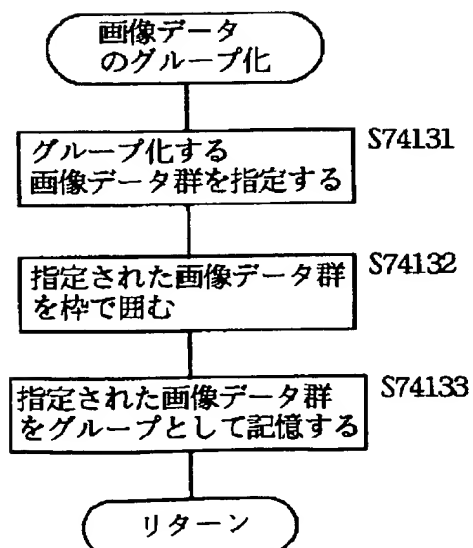 画像データ
のグループ化
グループ化する
画像データ群を指定する
S74131
指定された画像データ群
を枠で囲む
S74132
指定された画像データ群
をグループとして記憶する
S74133
リターン